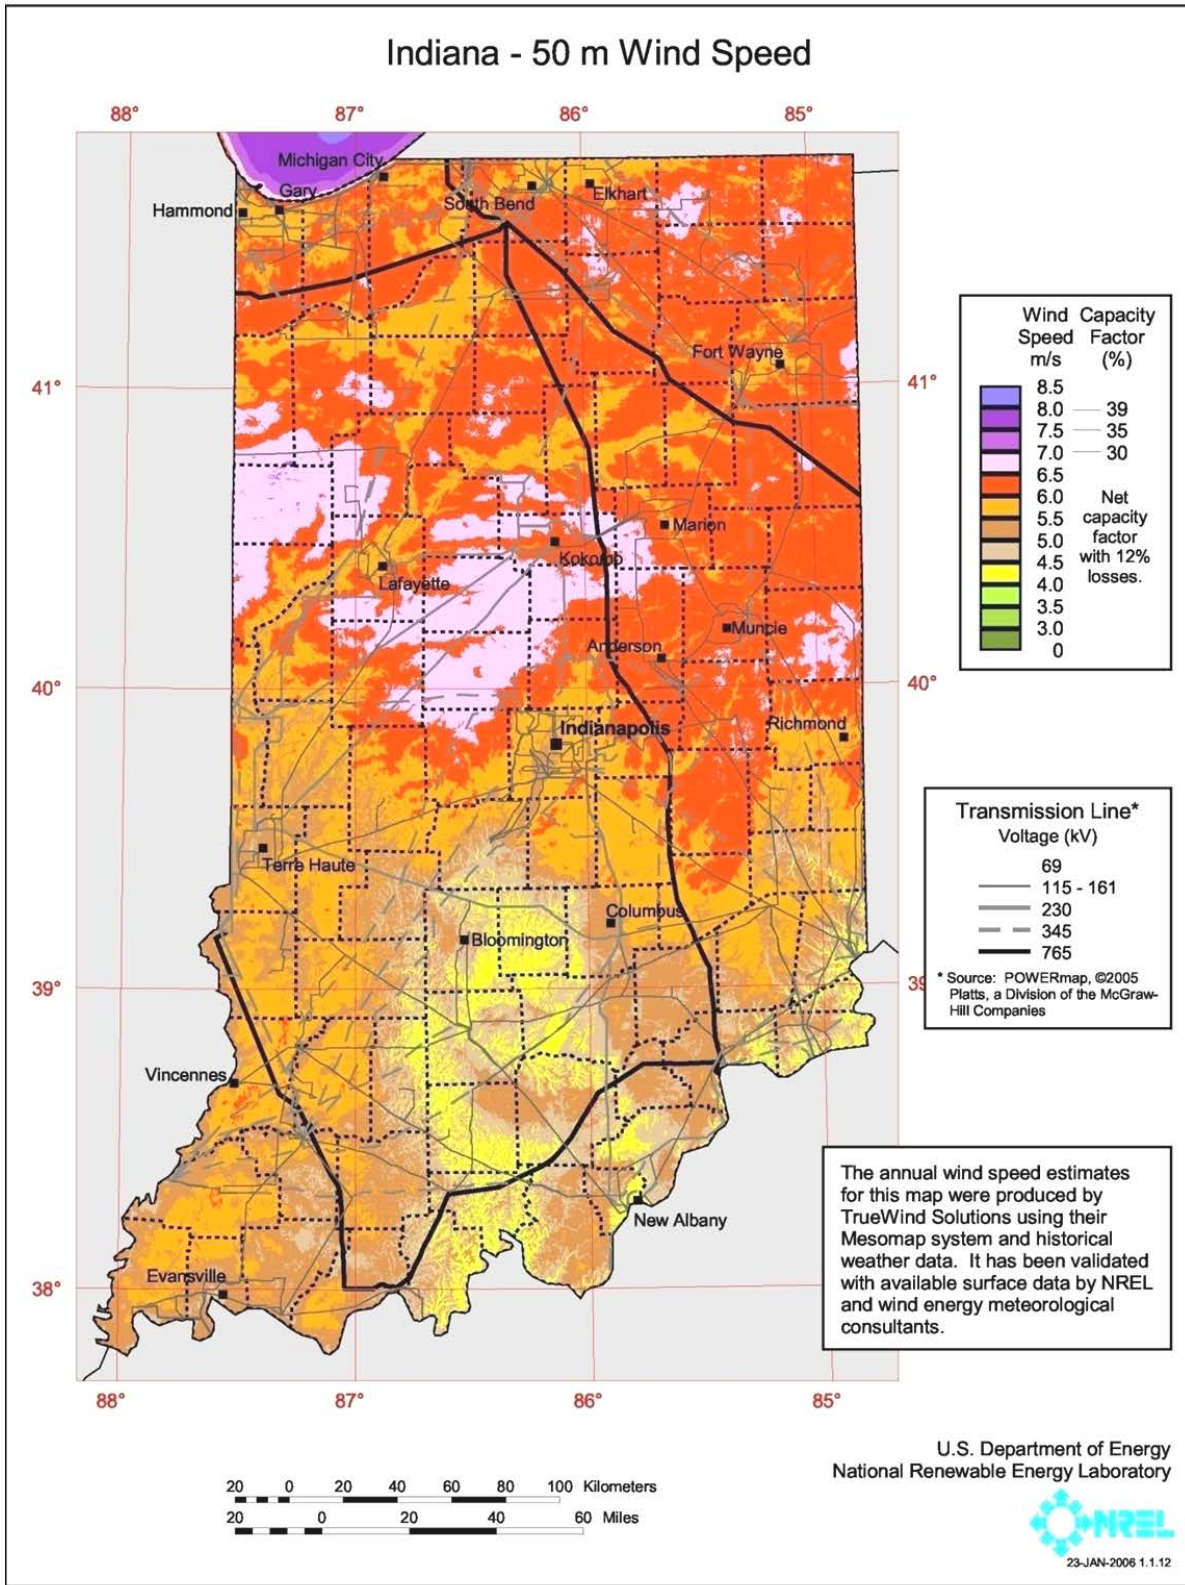 Indiana - 50 m Wind Speed
88° 87° 86° 85°
Michigan City
Gary
Hammond
South Bend
Elkhart
Fort Wayne
41° 41°
Marion
Kokomo
Lafayette
Muncie
Anderson
40° 40°
Richmond
Indianapolis
Terre Haute
Columbus
Bloomington
39° 39
Vincennes
New Albany
Evansville
38°
88° 87° 86° 85°
Wind Capacity
Speed Factor
m/s (%)
8.5
8.0 39
7.5 35
7.0 30
6.5
6.0
5.5
5.0
4.5
4.0
3.5
3.0
0
Net
capacity
factor
with 12%
losses.
Transmission Line*
Voltage (kV)
69
115 - 161
230
345
765
* Source: POWERmap, ©2005
Platts, a Division of the McGraw-
Hill Companies
The annual wind speed estimates
for this map were produced by
TrueWind Solutions using their
Mesomap system and historical
weather data. It has been validated
with available surface data by NREL
and wind energy meteorological
consultants.
U.S. Department of Energy
National Renewable Energy Laboratory
20 0 20 40 60 80 100 Kilometers
20 0 20 40 60 Miles
NREL
23-JAN-2006 1.1.12